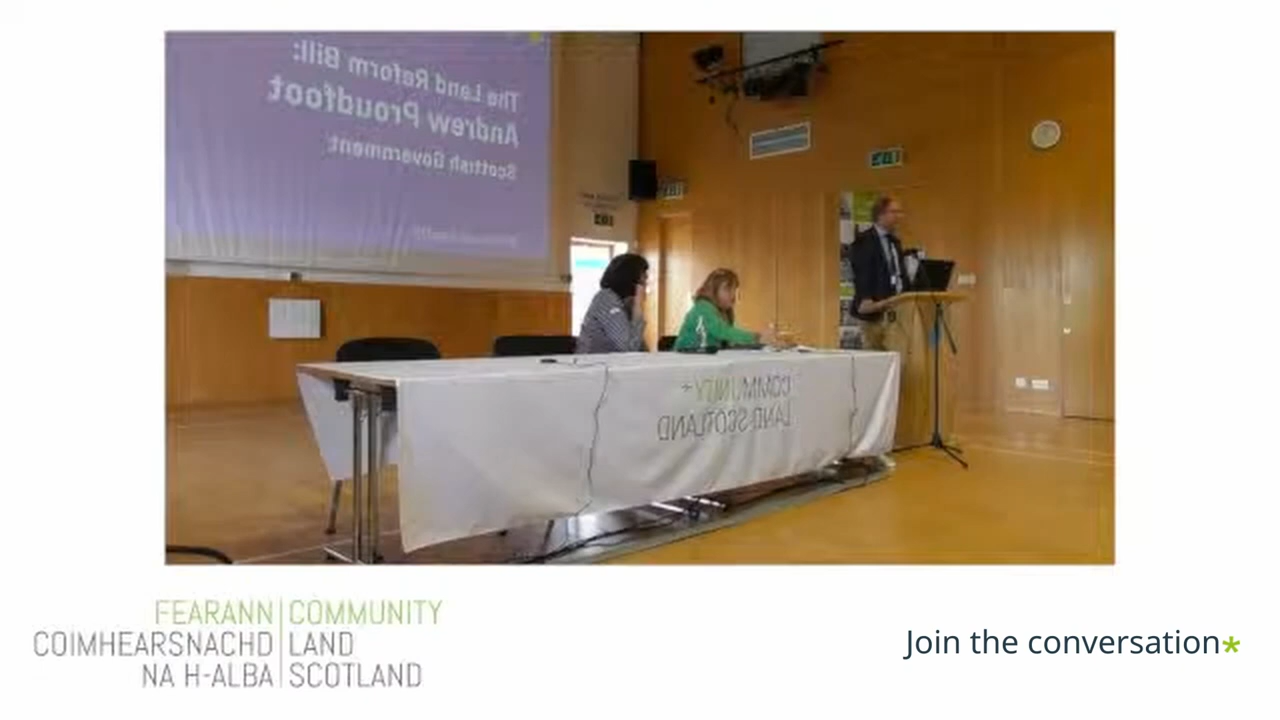 The Land Reform Bill:
Andrew Proudfoot
Scottish Government
COMMUNITY
LAND SCOTLAND
FEARANN COMMUNITY
COIMHEARSNACHD LAND
NA H-ALBA SCOTLAND
Join the conversation*